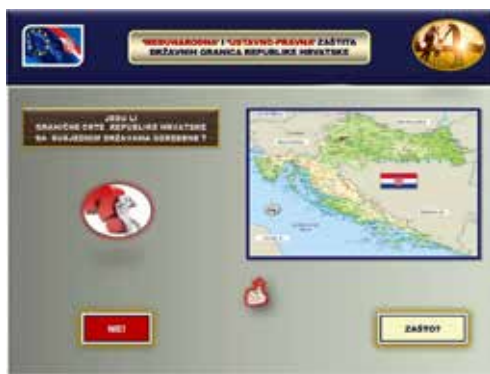 "MEĐUNARODNA" I "USTAVNO-PRAVNA" ZAŠTITA
DRŽAVNIH GRANICA REPUBLIKE HRVATSKE
JESU LI
GRANIČNE CRTE REPUBLIKE HRVATSKE
SA SUSJEDNIM DRŽAVAMA ODREĐENE ?
NE!
ZAŠTO?